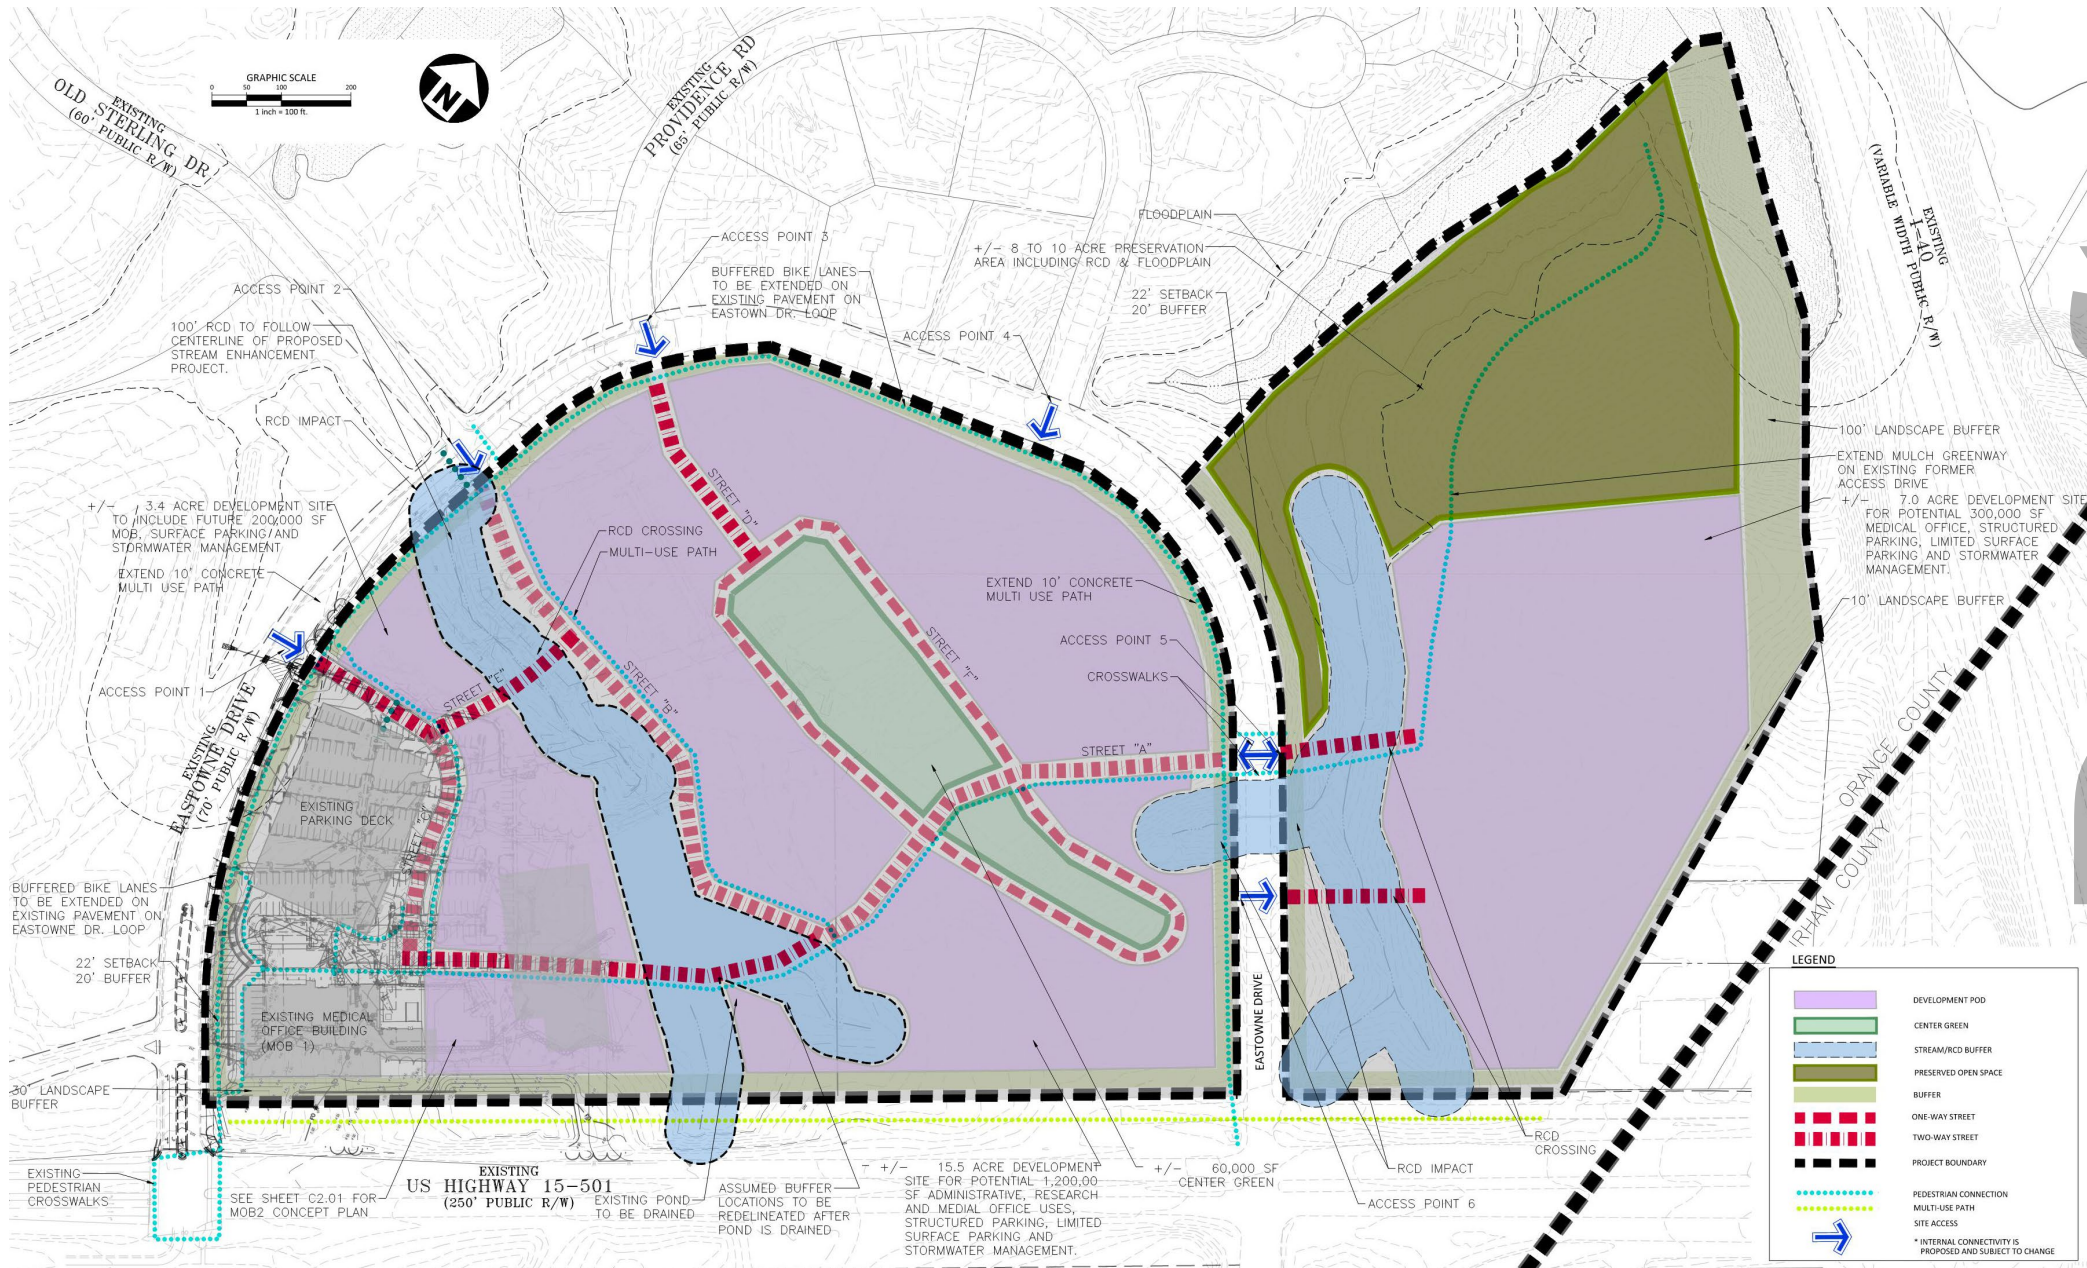 GRAPHIC SCALE
0 50 100 200
1 inch = 100 ft.
N
EXISTING
OLD STERLING DR
(60' PUBLIC R/W)
EXISTING
PROVIDENCE RD
(65' PUBLIC R/W)
ACCESS POINT 3
BUFFERED BIKE LANES
TO BE EXTENDED ON
EXISTING PAVEMENT ON
EASTOWN DR. LOOP
ACCESS POINT 2
100' RCD TO FOLLOW
CENTERLINE OF PROPOSED
STREAM ENHANCEMENT
PROJECT.
RCD IMPACT
ACCESS POINT 4
FLOODPLAIN
+/- 8 TO 10 ACRE PRESERVATION
AREA INCLUDING RCD & FLOODPLAIN
22' SETBACK
20' BUFFER
EXISTING
I-40
(VARIABLE WIDTH PUBLIC R/W)
100' LANDSCAPE BUFFER
EXTEND MULCH GREENWAY
ON EXISTING FORMER
ACCESS DRIVE
+/- 7.0 ACRE DEVELOPMENT SITE
FOR POTENTIAL 300,000 SF
MEDICAL OFFICE, STRUCTURED
PARKING, LIMITED SURFACE
PARKING AND STORMWATER
MANAGEMENT.
10' LANDSCAPE BUFFER
+/- 3.4 ACRE DEVELOPMENT SITE
TO INCLUDE FUTURE 200,000 SF
MOB, SURFACE PARKING AND
STORMWATER MANAGEMENT
EXTEND 10' CONCRETE
MULTI USE PATH
ACCESS POINT 1
EXISTING
EASTOWNE DRIVE
(70' PUBLIC R/W)
STREET "D"
RCD CROSSING
MULTI-USE PATH
STREET "E"
STREET "B"
STREET "F"
STREET "A"
STREET "C"
EXTEND 10' CONCRETE
MULTI USE PATH
ACCESS POINT 5
CROSSWALKS
EXISTING
PARKING DECK
BUFFERED BIKE LANES
TO BE EXTENDED ON
EXISTING PAVEMENT ON
EASTOWNE DR. LOOP
22' SETBACK
20' BUFFER
EXISTING MEDICAL
OFFICE BUILDING
(MOB 1)
30' LANDSCAPE
BUFFER
EXISTING
PEDESTRIAN
CROSSWALKS
SEE SHEET C2.01 FOR
MOB2 CONCEPT PLAN
EXISTING
US HIGHWAY 15-501
(250' PUBLIC R/W)
EXISTING POND
TO BE DRAINED
ASSUMED BUFFER
LOCATIONS TO BE
REDELINEATED AFTER
POND IS DRAINED
+/- 15.5 ACRE DEVELOPMENT
SITE FOR POTENTIAL 1,200,00
SF ADMINISTRATIVE, RESEARCH
AND MEDIAL OFFICE USES,
STRUCTURED PARKING, LIMITED
SURFACE PARKING AND
STORMWATER MANAGEMENT.
+/- 60,000 SF
CENTER GREEN
EASTOWNE DRIVE
RCD
CROSSING
RCD IMPACT
ACCESS POINT 6
ORANGE COUNTY
RHAM COUNTY
LEGEND
DEVELOPMENT POD
CENTER GREEN
STREAM/RCD BUFFER
PRESERVED OPEN SPACE
BUFFER
ONE-WAY STREET
TWO-WAY STREET
PROJECT BOUNDARY
PEDESTRIAN CONNECTION
MULTI-USE PATH
SITE ACCESS
* INTERNAL CONNECTIVITY IS
PROPOSED AND SUBJECT TO CHANGE